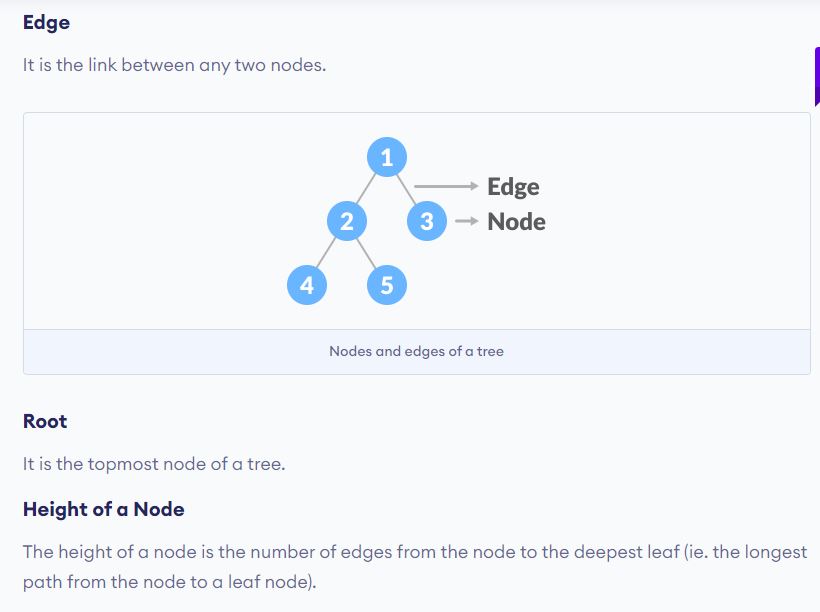 Edge
It is the link between any two nodes.
1
Edge
2
3
Node
4
5
Nodes and edges of a tree
Root
It is the topmost node of a tree.
Height of a Node
The height of a node is the number of edges from the node to the deepest leaf (ie. the longest
path from the node to a leaf node).